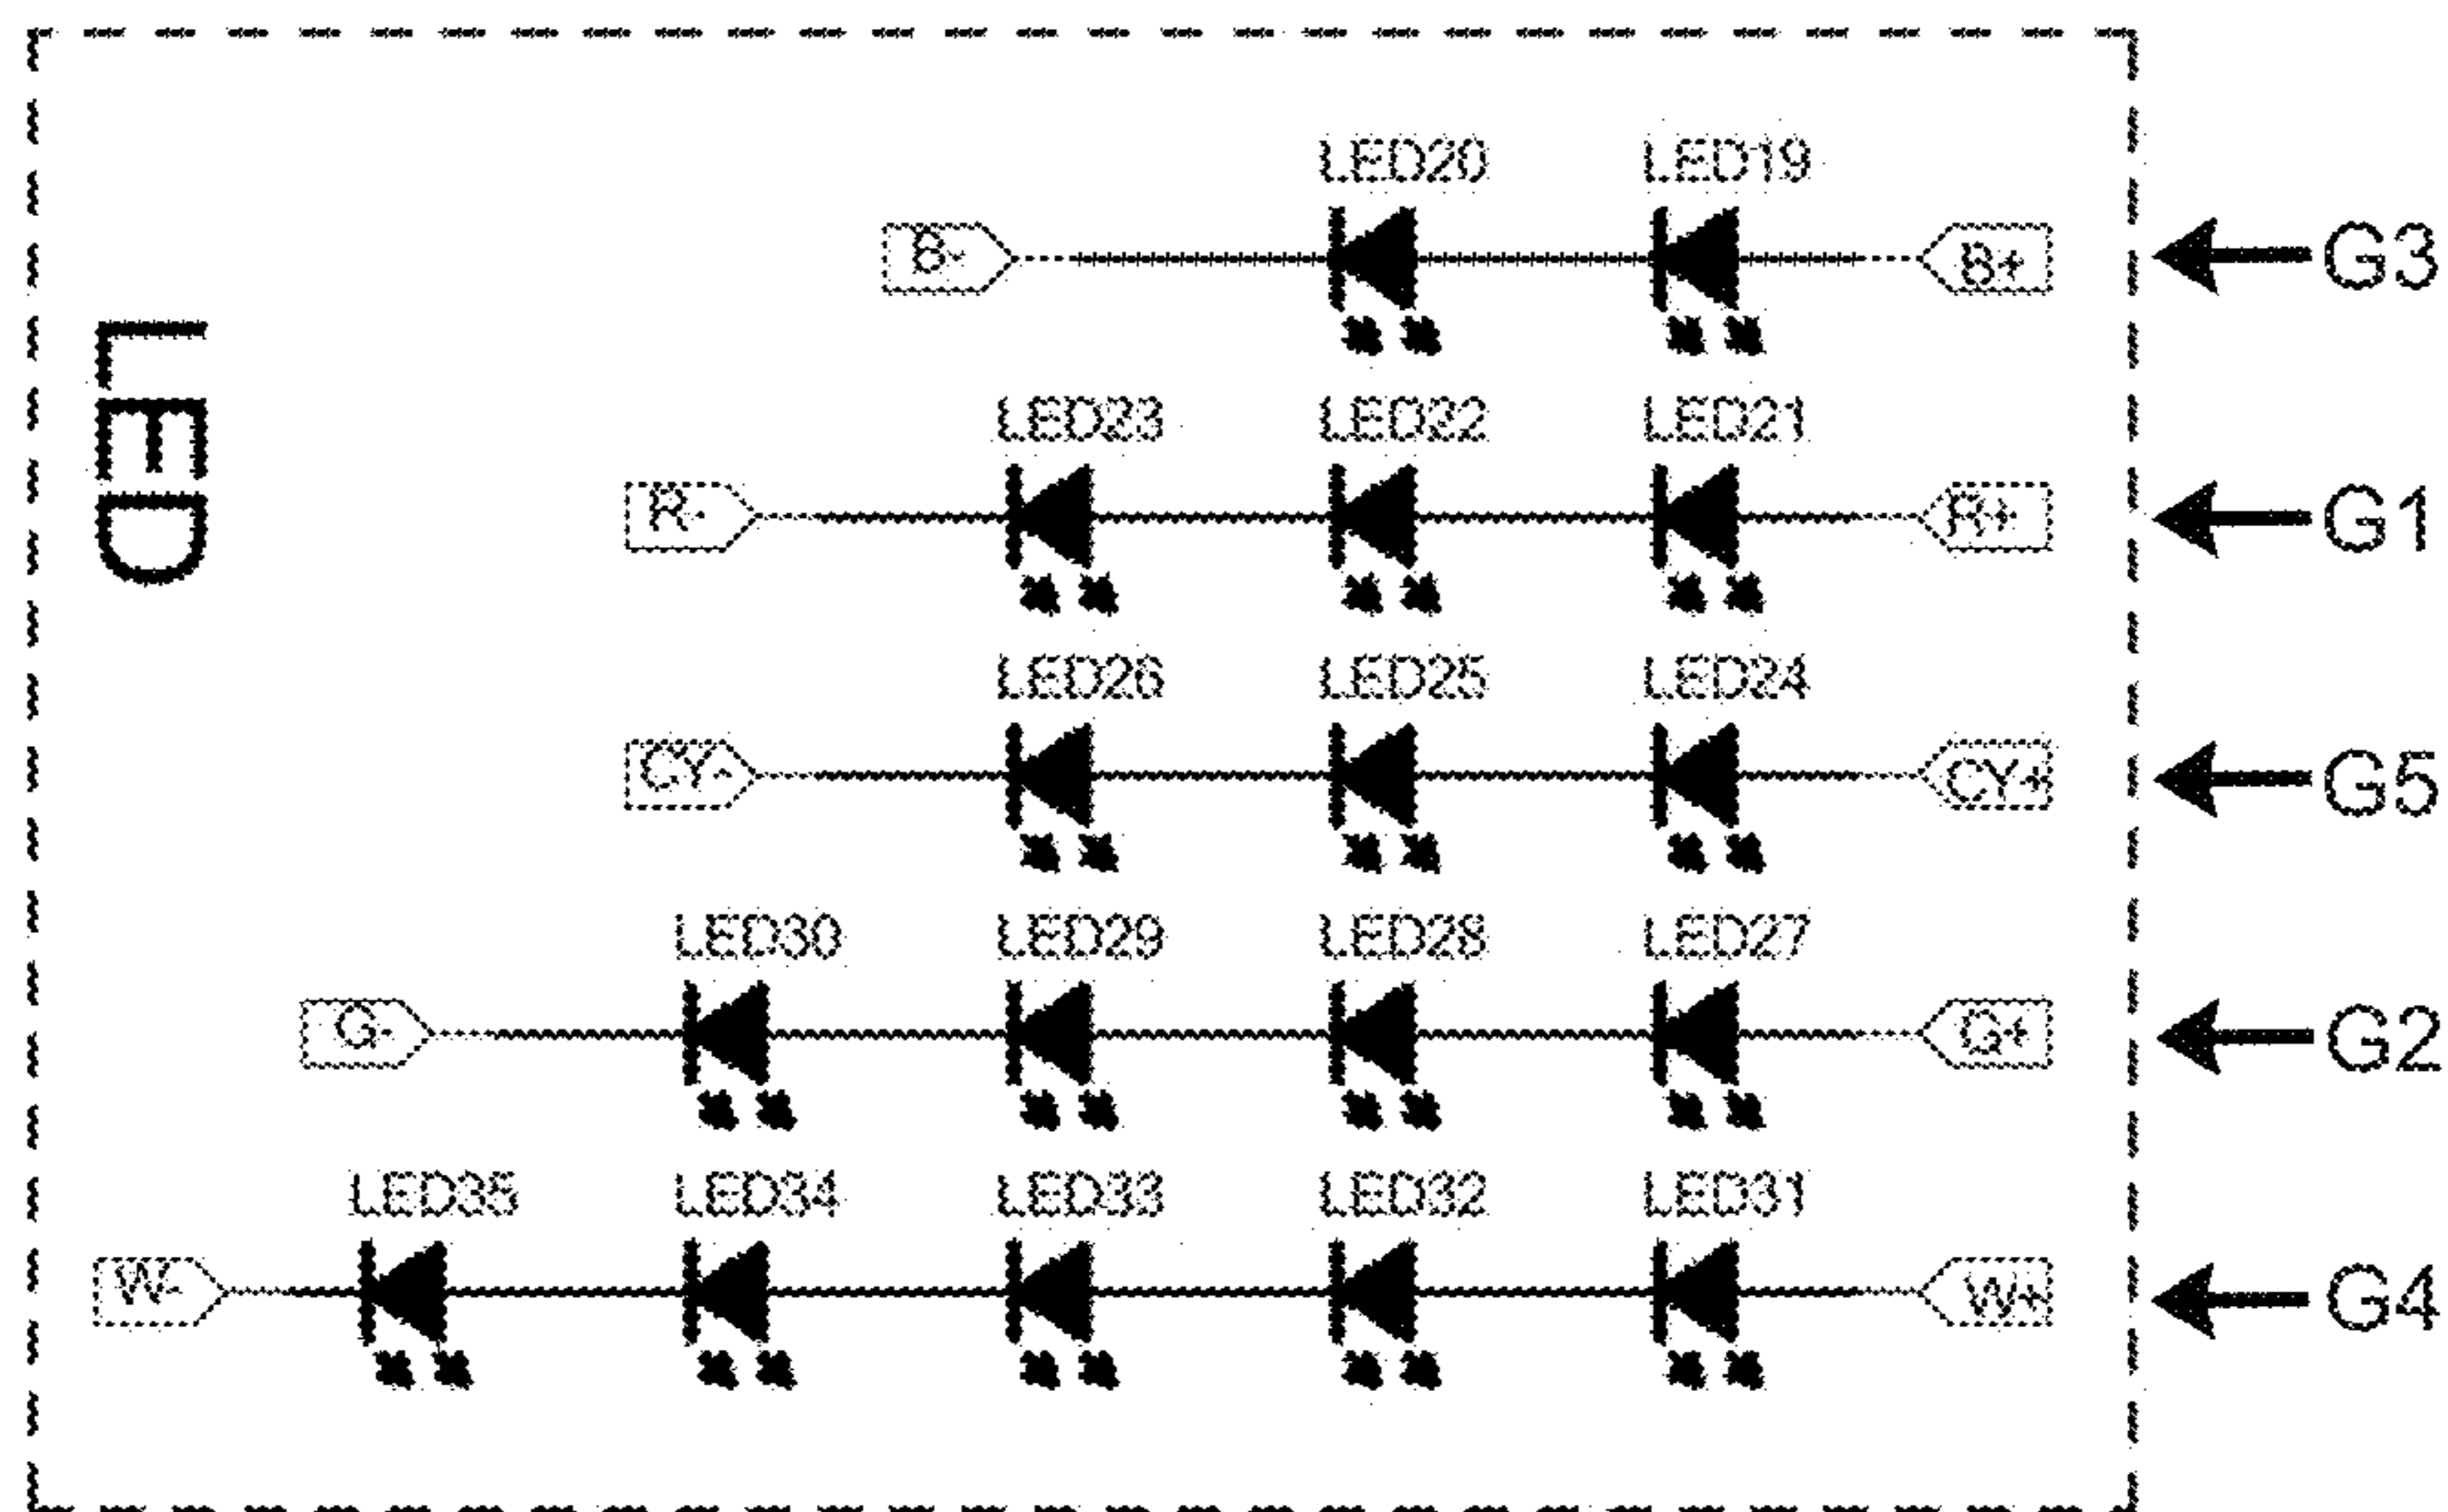 LED20 LED19
B- B+ G3
LED
LED23 LED22 LED21
R- R+ G1
LED26 LED25 LED24
CY- CY+ G5
LED30 LED29 LED28 LED27
G- G+ G2
LED35 LED34 LED33 LED32 LED31
W- W+ G4